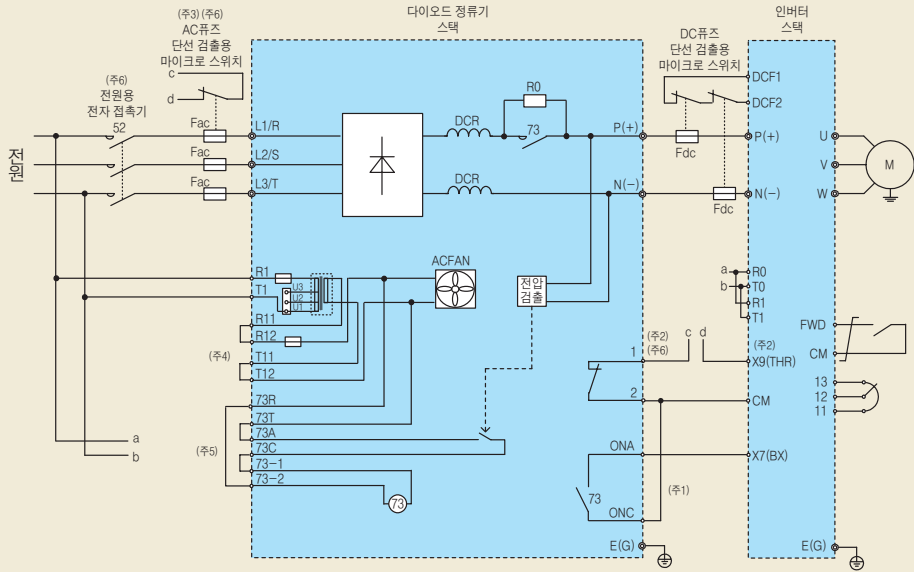 (주3) (주6)
AC퓨즈
단선 검출용
마이크로 스위치
c
d
(주6)
전원용
전자 접촉기
52
전원
Fac
Fac
Fac
다이오드 정류기
스택
L1/R
L2/S
L3/T
DCR
R0
73
DCR
P(+)
N(-)
DC퓨즈
단선 검출용
마이크로 스위치
Fdc
Fdc
인버터
스택
DCF1
DCF2
P(+)
N(-)
U
V
W
M
R1
T1
U3
U2
U1
R11
R12
T11
T12
(주4)
ACFAN
전압
검출
73R
73T
73A
73C
73-1
73-2
(주5)
73
a
b
(주2)
(주6)
1
2
c
d
ONA
73
ONC
(주1)
E(G)
a
b
R0
T0
R1
T1
(주2)
X9(THR)
CM
X7(BX)
FWD
CM
13
12
11
E(G)